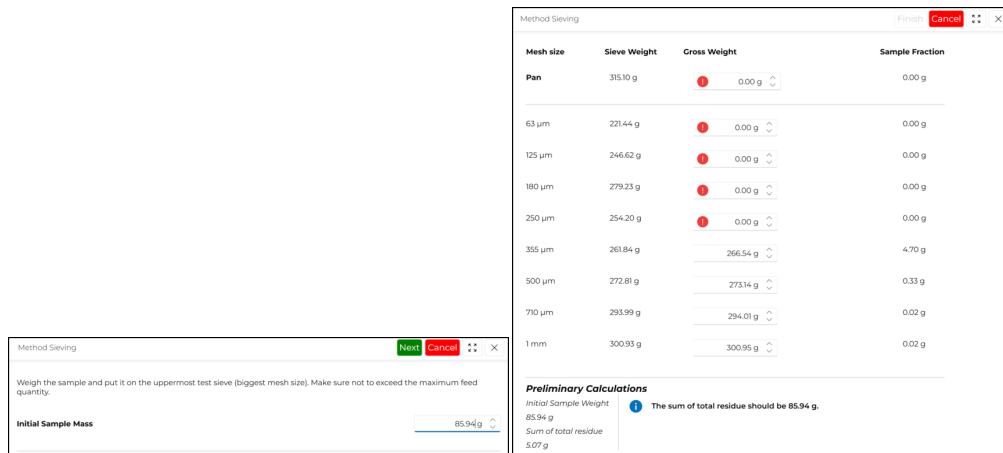 Method Sieving Next Cancel
Weigh the sample and put it on the uppermost test sieve (biggest mesh size). Make sure not to exceed the maximum feed
quantity.
Initial Sample Mass 85.94 g
Method Sieving Finish Cancel
Mesh size Sieve Weight Gross Weight Sample Fraction
Pan 315.10 g 0.00 g 0.00 g
63 µm 221.44 g 0.00 g 0.00 g
125 µm 246.62 g 0.00 g 0.00 g
180 µm 279.23 g 0.00 g 0.00 g
250 µm 254.20 g 0.00 g 0.00 g
355 µm 261.84 g 266.54 g 4.70 g
500 µm 272.81 g 273.14 g 0.33 g
710 µm 293.99 g 294.01 g 0.02 g
1 mm 300.93 g 300.95 g 0.02 g
Preliminary Calculations
Initial Sample Weight
85.94 g
Sum of total residue
5.07 g
The sum of total residue should be 85.94 g.